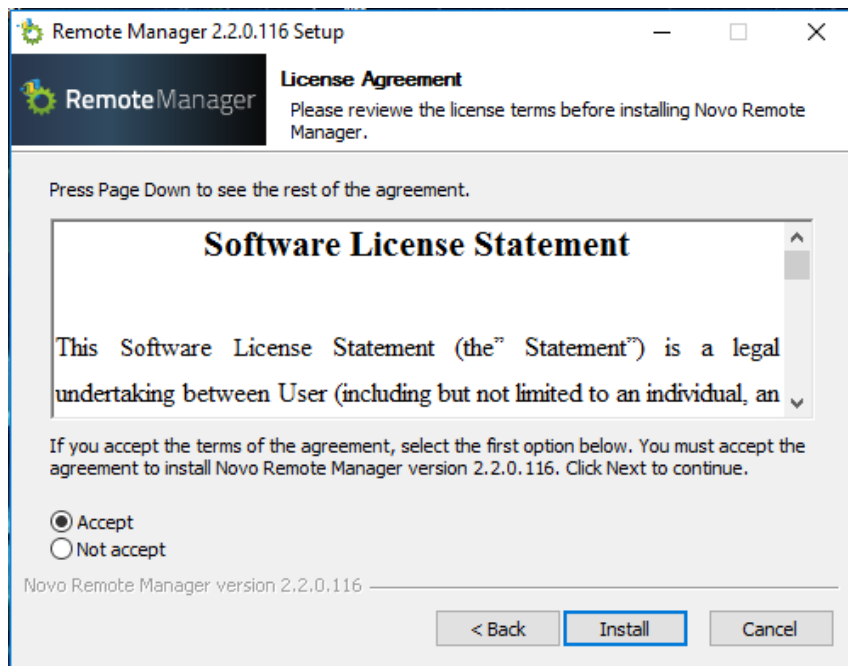 Remote Manager 2.2.0.116 Setup
RemoteManager
License Agreement
Please reviewe the license terms before installing Novo Remote
Manager.
Press Page Down to see the rest of the agreement.
Software License Statement
This Software License Statement (the” Statement”) is a legal
undertaking between User (including but not limited to an individual, an
If you accept the terms of the agreement, select the first option below. You must accept the
agreement to install Novo Remote Manager version 2.2.0.116. Click Next to continue.
Accept
Not accept
Novo Remote Manager version 2.2.0.116
< Back Install Cancel